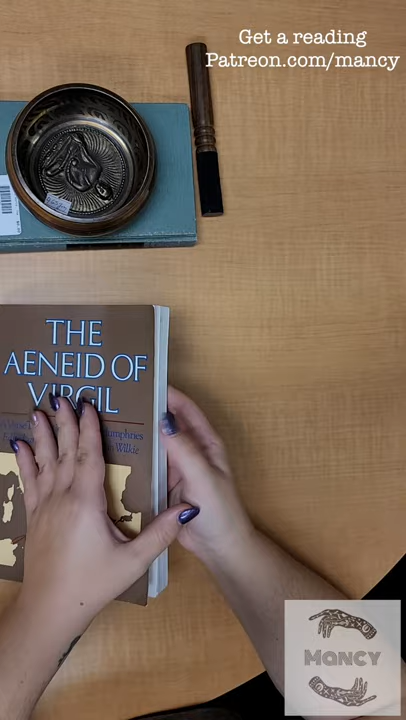 Get a reading
Patreon.com/mancy
THE
AENEID OF
VIRGIL
Wilkie
MANCY